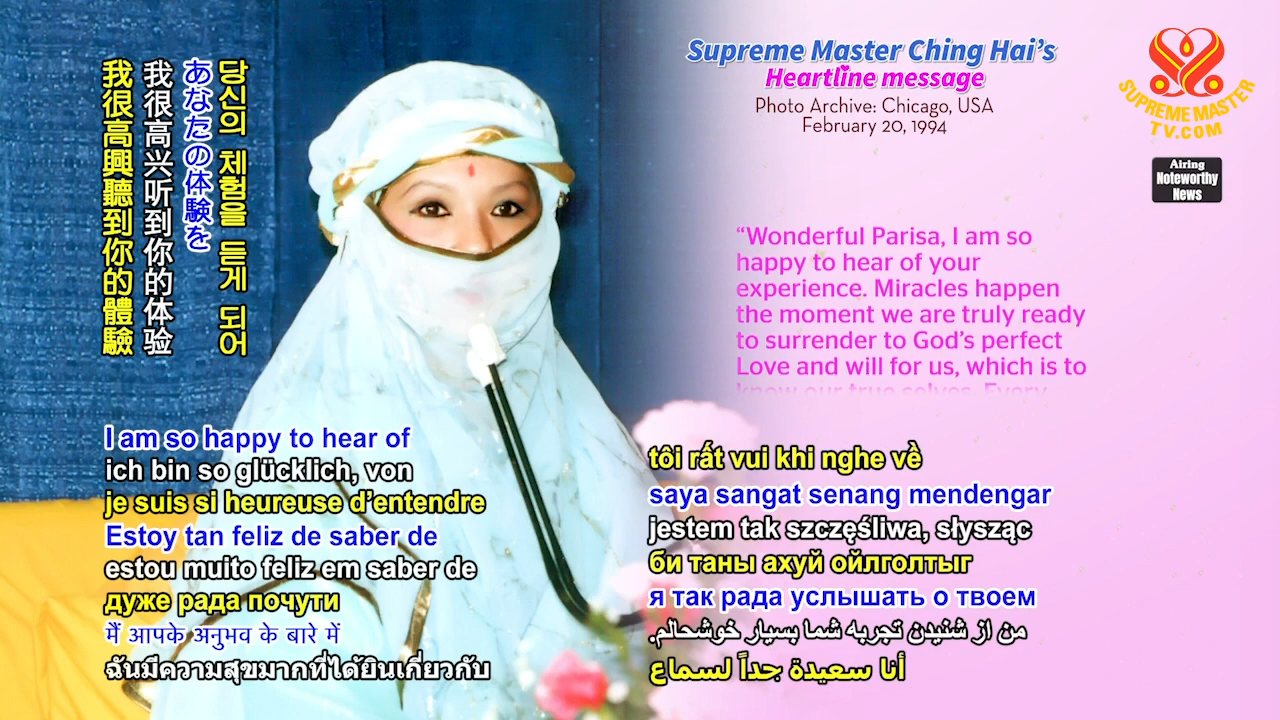 Supreme Master Ching Hai's
Heartline message
Photo Archive: Chicago, USA
February 20, 1994
SUPREME MASTER
TV.COM
Airing
Noteworthy
News
我很高興聽到你的體驗
我很高兴听到你的体验
あなたの体験を
당신의 체험을 듣게 되어
“Wonderful Parisa, I am so
happy to hear of your
experience. Miracles happen
the moment we are truly ready
to surrender to God’s perfect
Love and will for us, which is to
know our true selves. Every
I am so happy to hear of
ich bin so glücklich, von
je suis si heureuse d’entendre
Estoy tan feliz de saber de
estou muito feliz em saber de
дуже рада почути
मैं आपके अनुभव के बारे में
ฉันมีความสุขมากที่ได้ยินเกี่ยวกับ
tôi rất vui khi nghe về
saya sangat senang mendengar
jestem tak szczęśliwa, słysząc
би таны ахуй ойлголтыг
я так рада услышать о твоем
من از شنیدن تجربه شما بسیار خوشحالم.
أنا سعيدة جداً لسماع